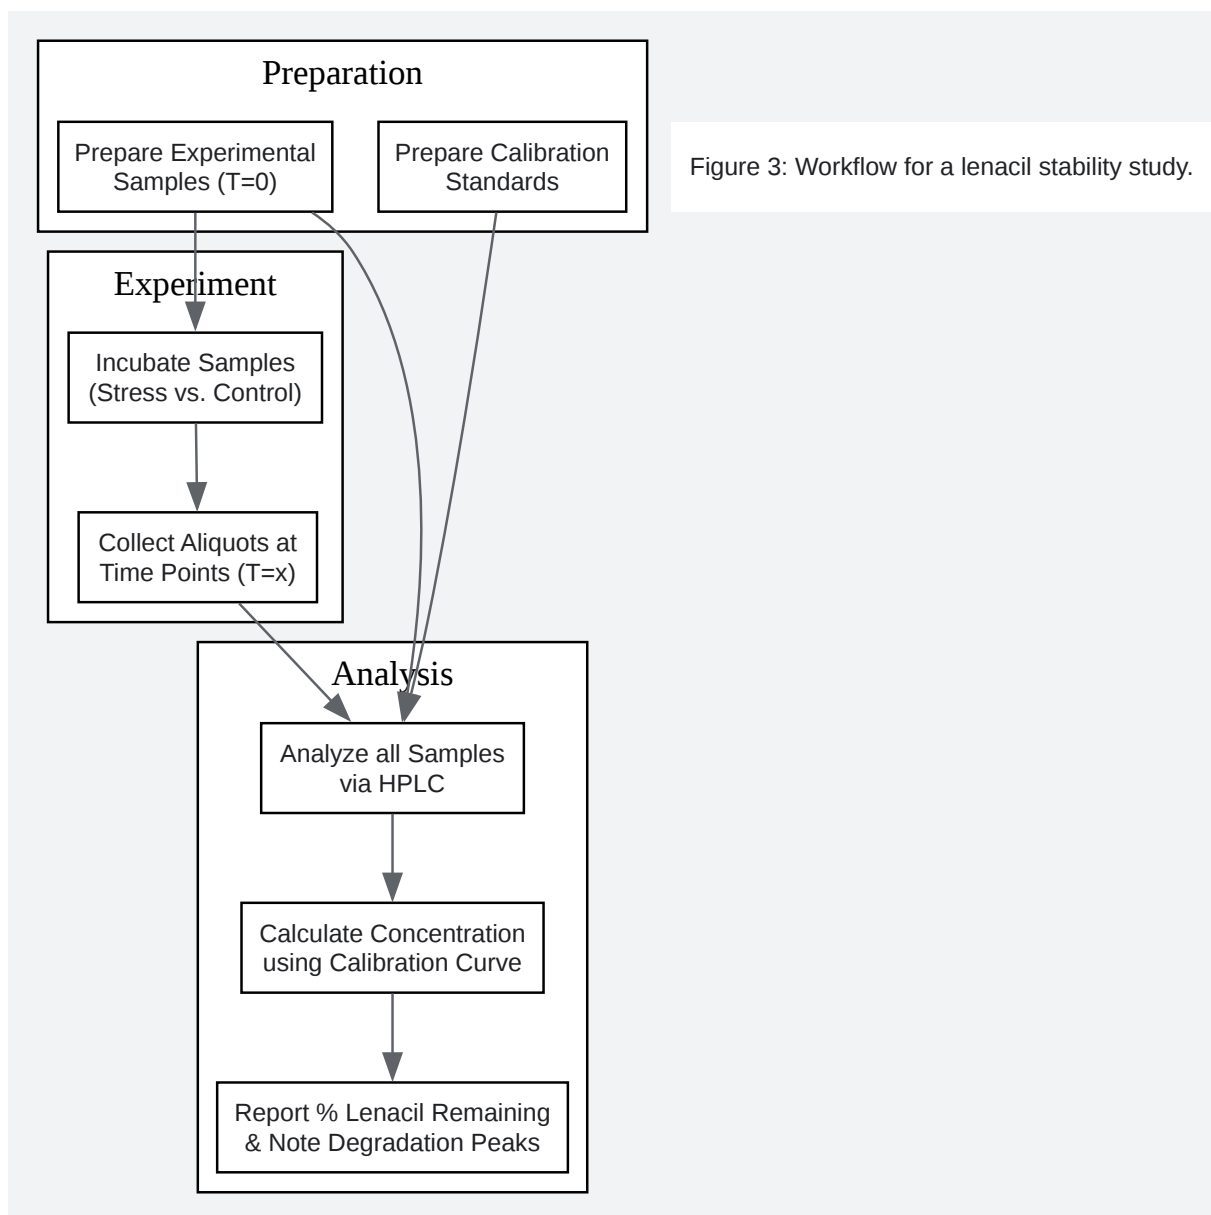 Preparation
Prepare Experimental
Samples (T=0)
Prepare Calibration
Standards
Figure 3: Workflow for a lenacil stability study.
Experiment
Incubate Samples
(Stress vs. Control)
Collect Aliquots at
Time Points (T=x)
Analysis
Analyze all Samples
via HPLC
Calculate Concentration
using Calibration Curve
Report % Lenacil Remaining
& Note Degradation Peaks